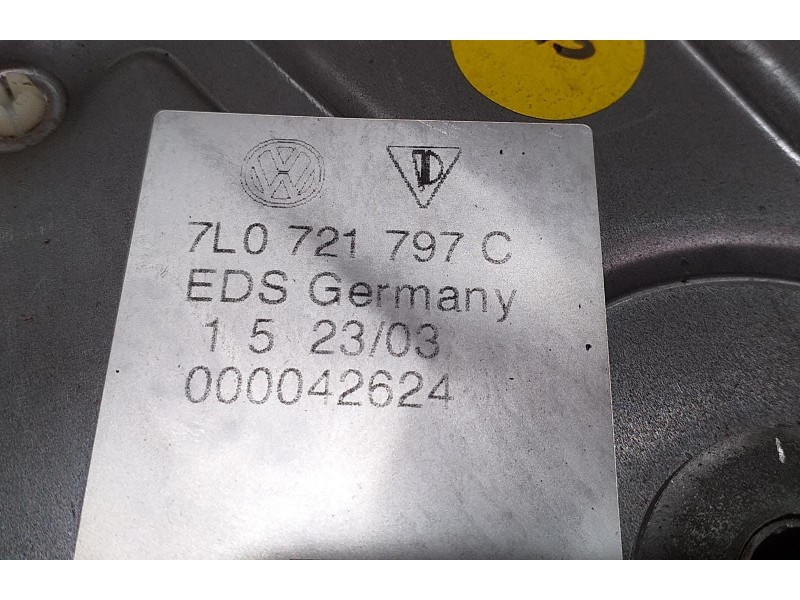 7L0 721 797 C
EDS Germany
1 5 23/03
000042624